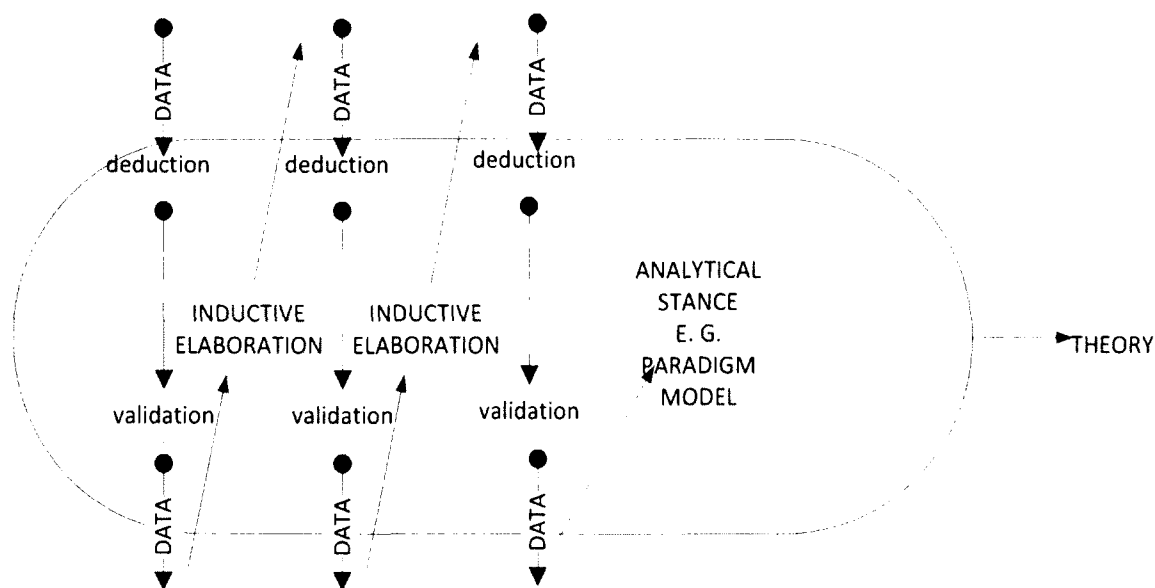 DATA DATA DATA
deduction deduction deduction
INDUCTIVE
ELABORATION
INDUCTIVE
ELABORATION
ANALYTICAL
STANCE
E. G.
PARADIGM
MODEL
THEORY
validation validation validation
DATA DATA DATA